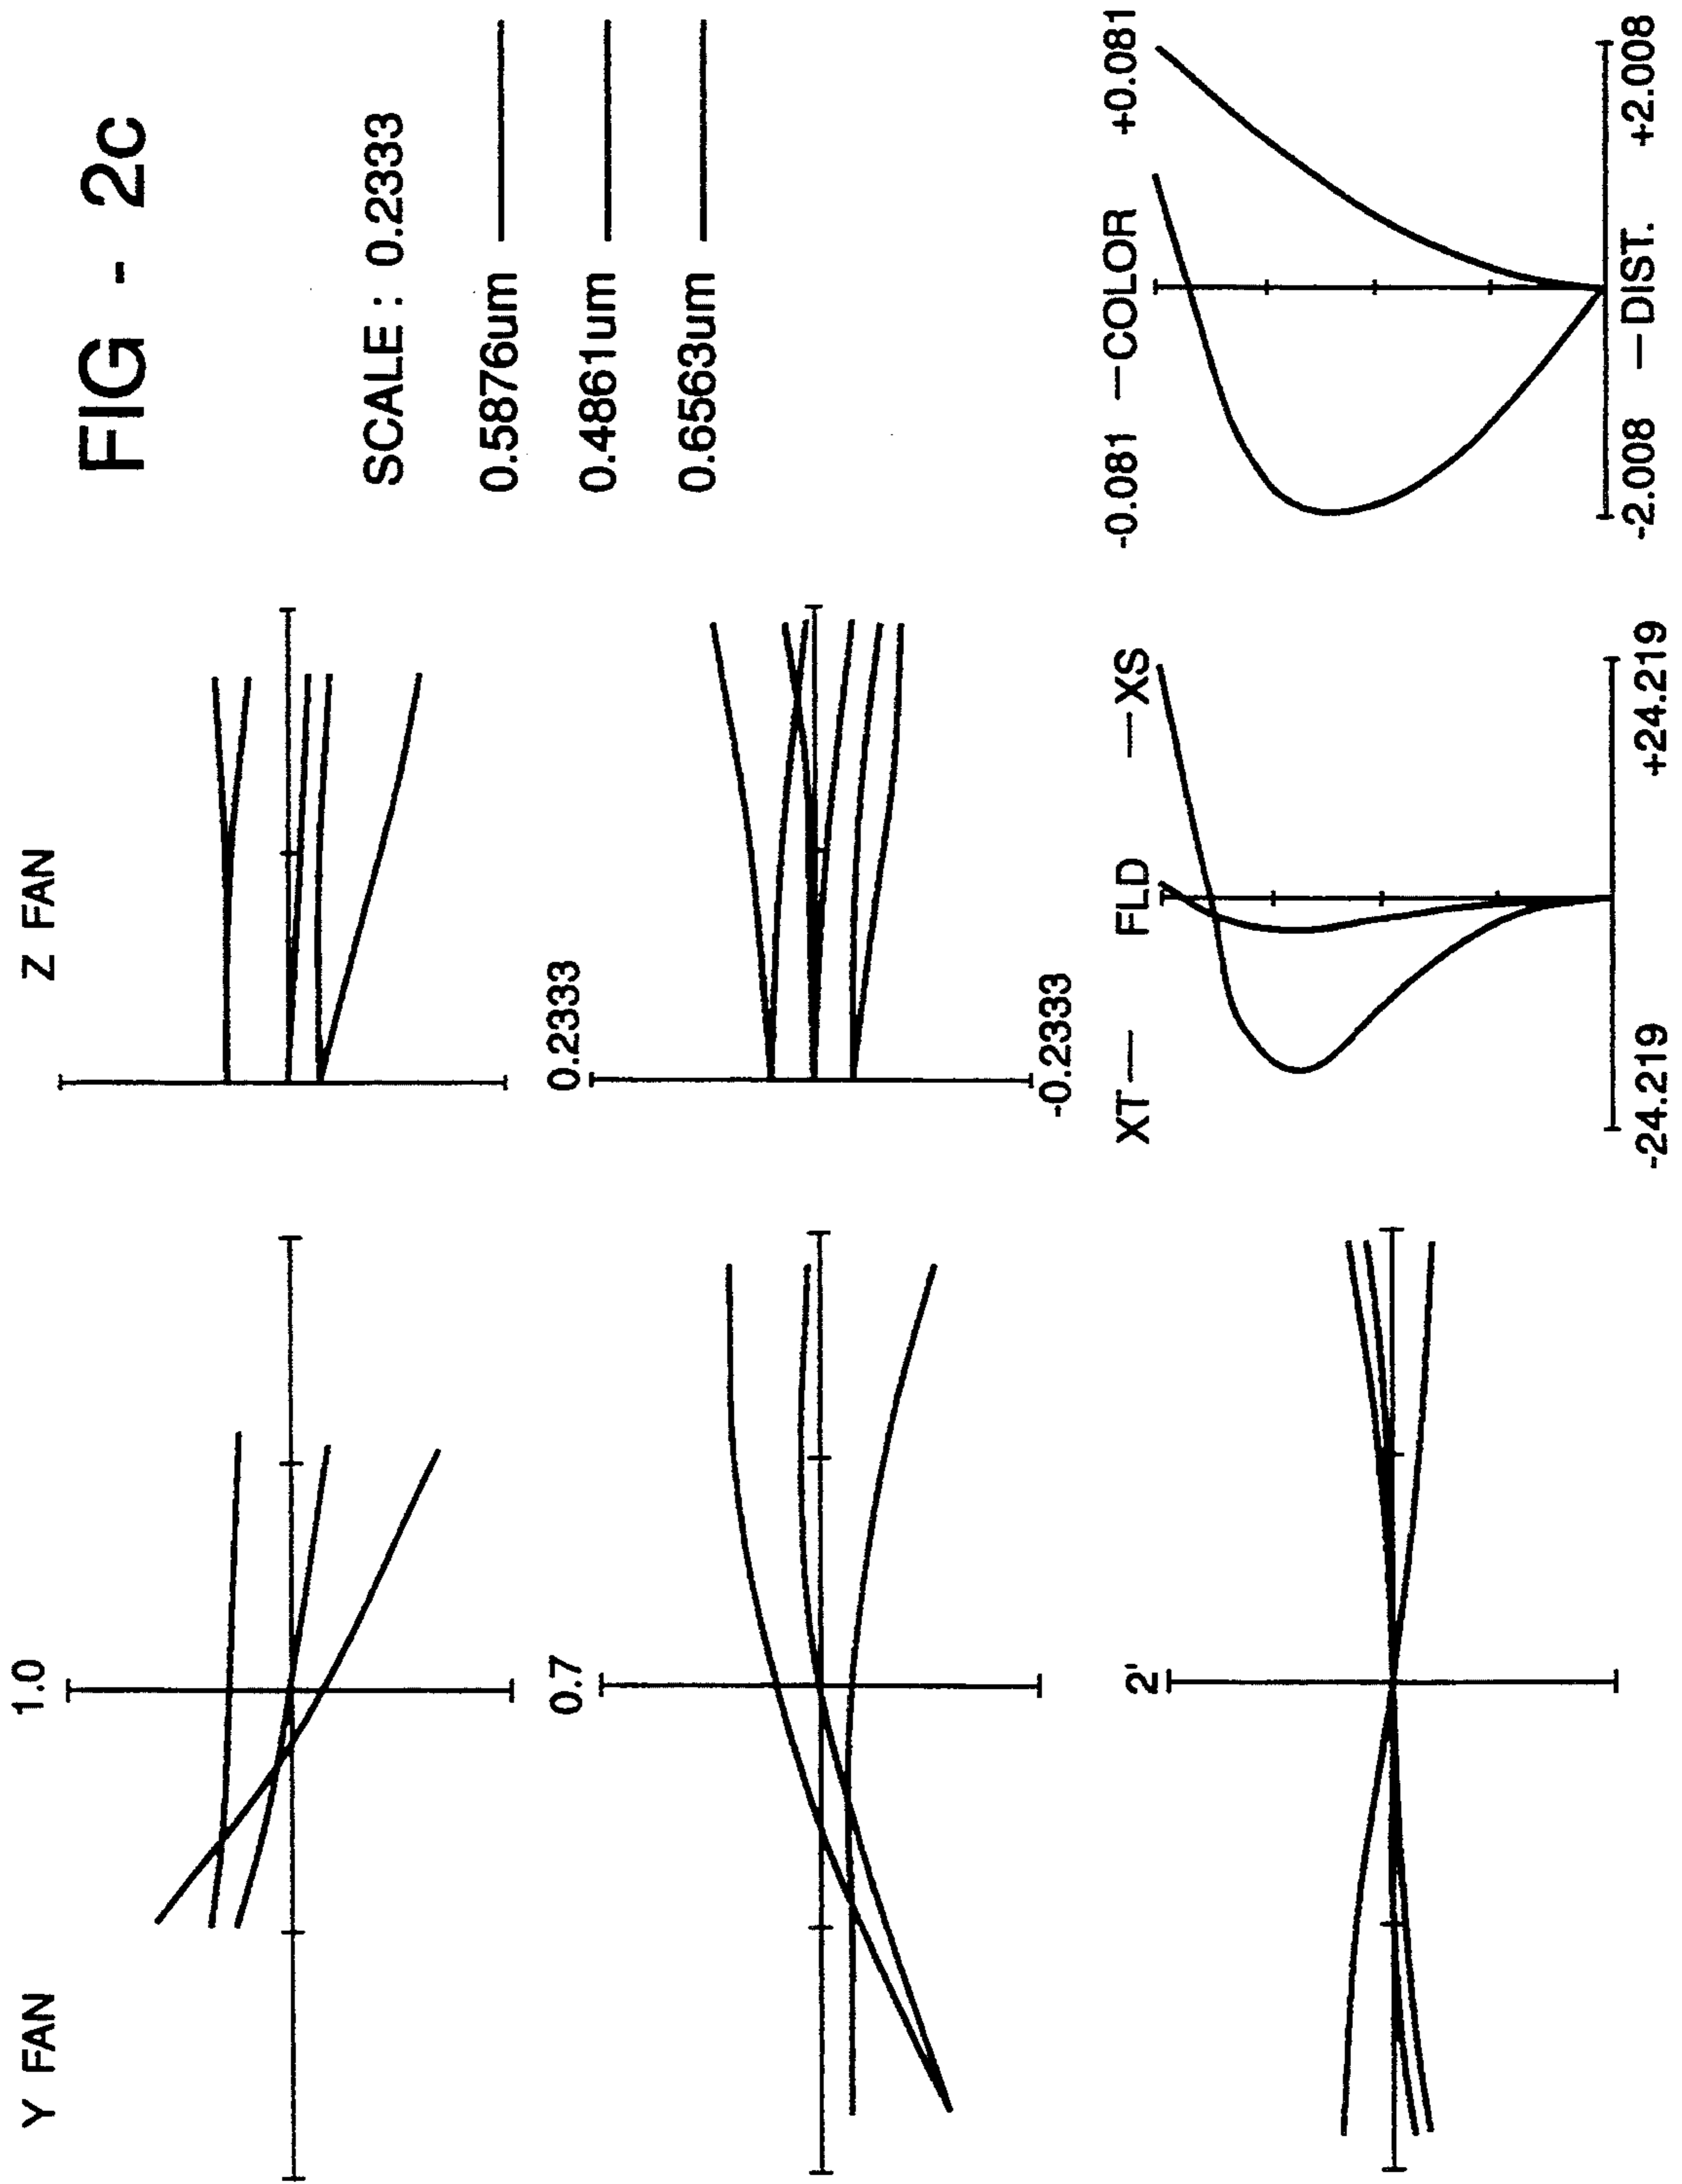 FIG - 2c
Y FAN
1.0
Z FAN
SCALE : 0.2333
0.5876um
0.4861um
0.6563um
0.7
0.2333
-0.2333
2'
XT — FLD — XS
-24.219 +24.219
-0.081 — COLOR +0.081
-2.008 — DIST. +2.008